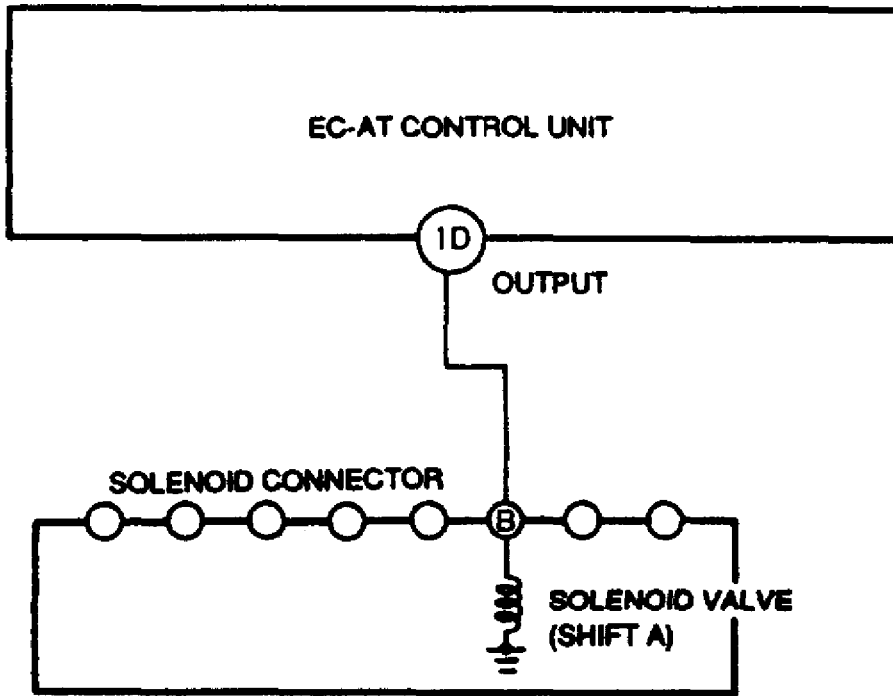 EC-AT CONTROL UNIT
1D
OUTPUT
SOLENOID CONNECTOR
B
SOLENOID VALVE
(SHIFT A)